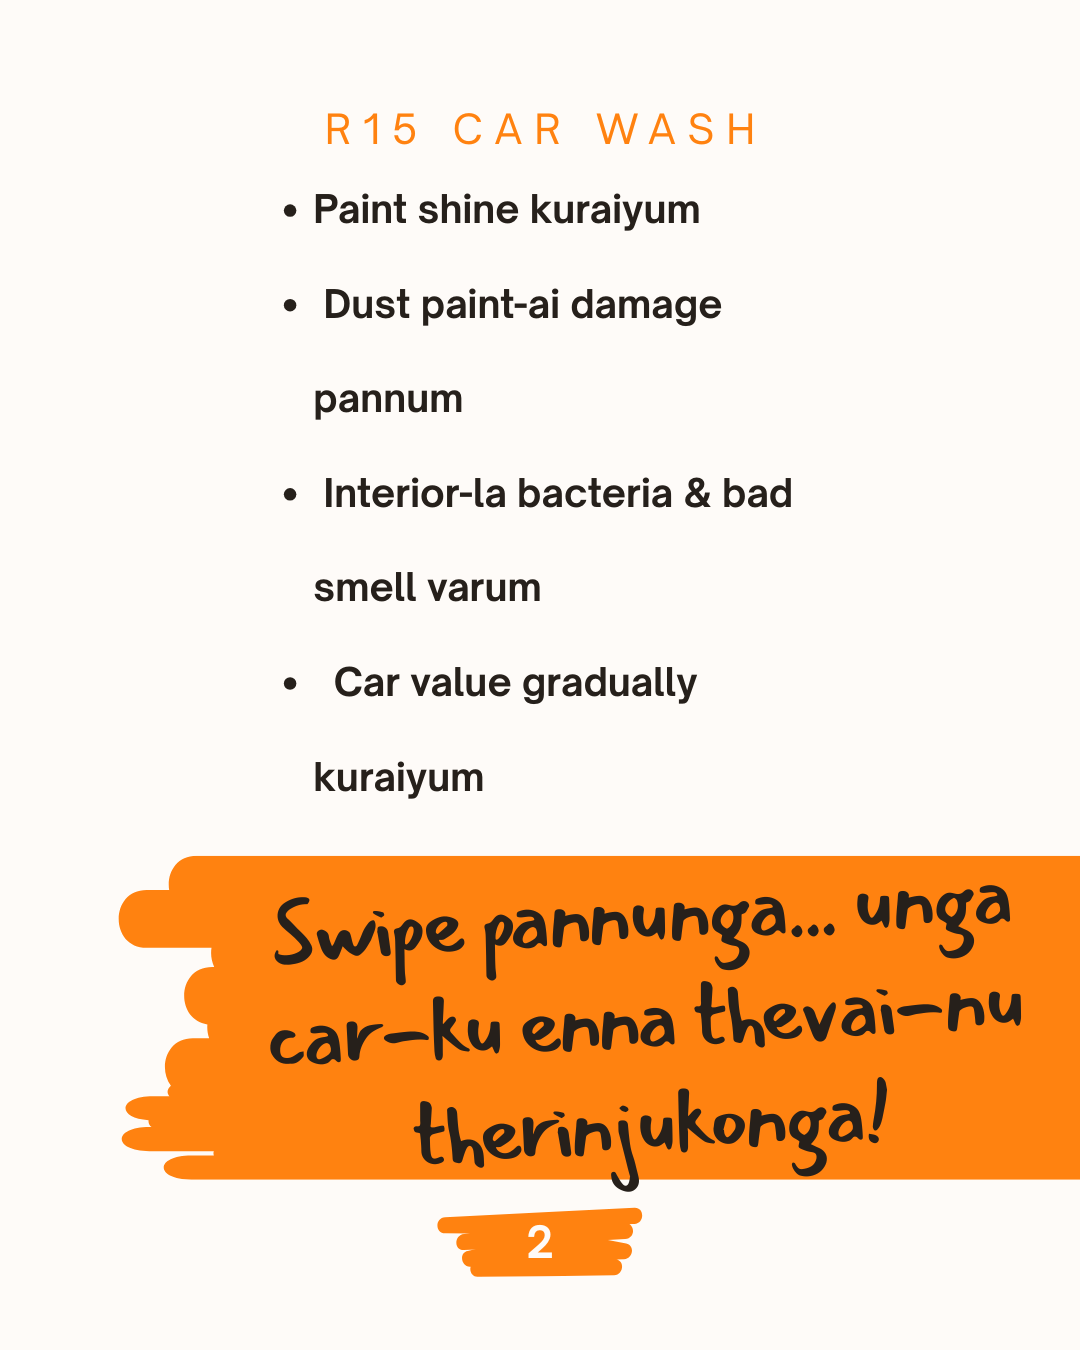 R15 CAR WASH
• Paint shine kuraiyum
• Dust paint-ai damage
pannum
• Interior-la bacteria & bad
smell varum
• Car value gradually
kuraiyum
Swipe pannunga... unga
car-ku enna thevai-nu
therinjukonga!
2